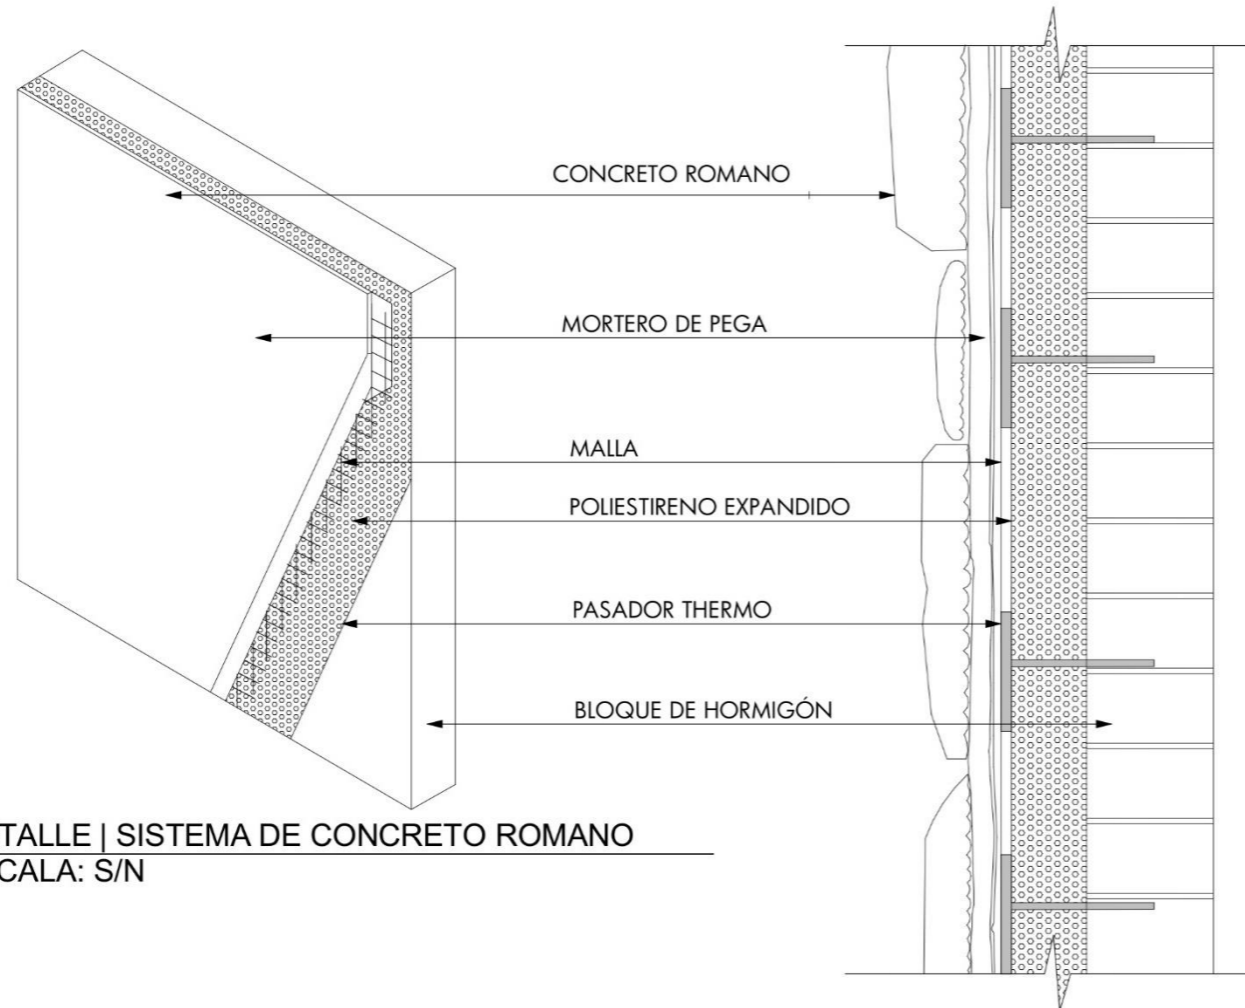 CONCRETO ROMANO
MORTERO DE PEGA
MALLA
POLIESTIRENO EXPANDIDO
PASADOR THERMO
BLOQUE DE HORMIGÓN
TALLE | SISTEMA DE CONCRETO ROMANO
CALA: S/N